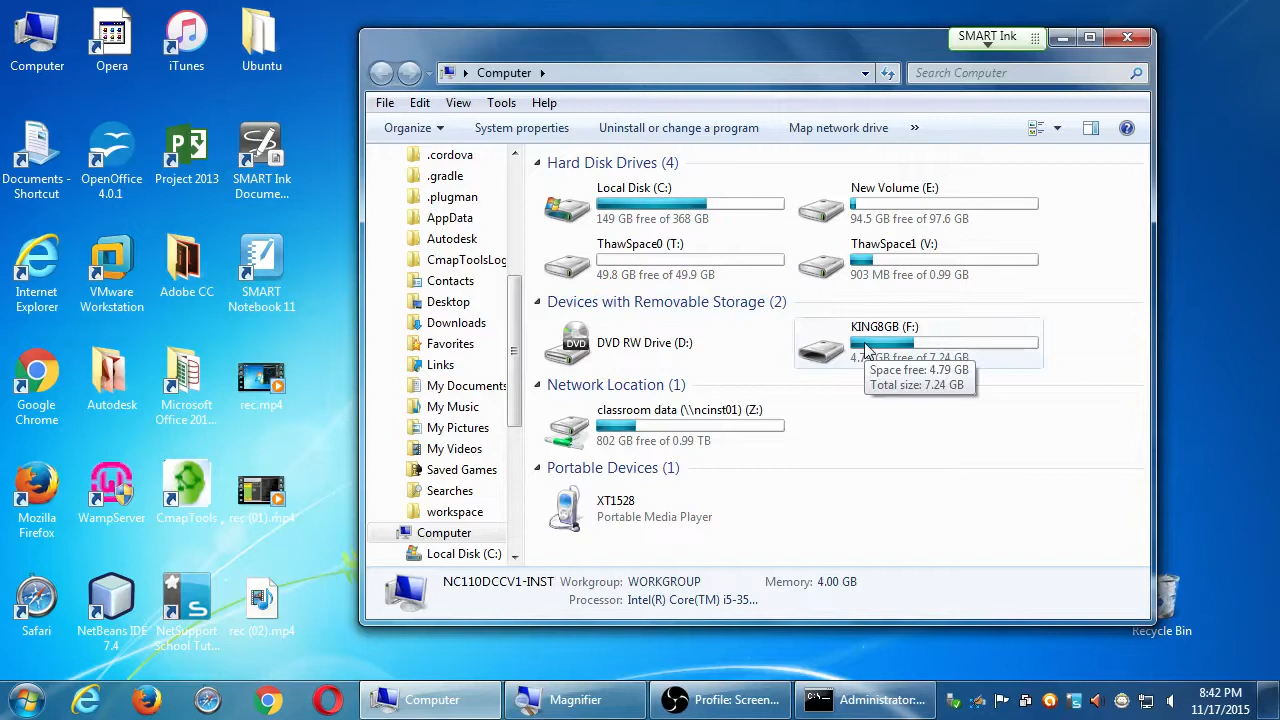 Computer
Opera
iTunes
Ubuntu
Documents - Shortcut
OpenOffice 4.0.1
Project 2013
SMART Ink Docume...
Internet Explorer
VMware Workstation
Adobe CC
SMART Notebook 11
Google Chrome
Autodesk
Microsoft Office 201...
rec.mp4
Mozilla Firefox
WampServer
CmapTools
rec (01).mp4
Safari
NetBeans IDE 7.4
NetSupport School Tut...
rec (02).mp4
SMART Ink
Computer
Search Computer
File Edit View Tools Help
Organize System properties Uninstall or change a program Map network drive »
.cordova
.gradle
.plugman
AppData
Autodesk
CmapToolsLog
Contacts
Desktop
Downloads
Favorites
Links
My Documents
My Music
My Pictures
My Videos
Saved Games
Searches
workspace
Computer
Local Disk (C:)
Hard Disk Drives (4)
Local Disk (C:)
149 GB free of 368 GB
New Volume (E:)
94.5 GB free of 97.6 GB
ThawSpace0 (T:)
49.8 GB free of 49.9 GB
ThawSpace1 (V:)
903 MB free of 0.99 GB
Devices with Removable Storage (2)
DVD
DVD RW Drive (D:)
KING8GB (F:)
GB free of 7.24 GB
Space free: 4.79 GB
Total size: 7.24 GB
Network Location (1)
classroom data (\\ncinst01) (Z:)
802 GB free of 0.99 TB
Portable Devices (1)
XT1528
Portable Media Player
NC110DCCV1-INST Workgroup: WORKGROUP Memory: 4.00 GB
Processor: Intel(R) Core(TM) i5-35...
Recycle Bin
Computer
Magnifier
Profile: Screen...
Administrator:...
8:42 PM
11/17/2015